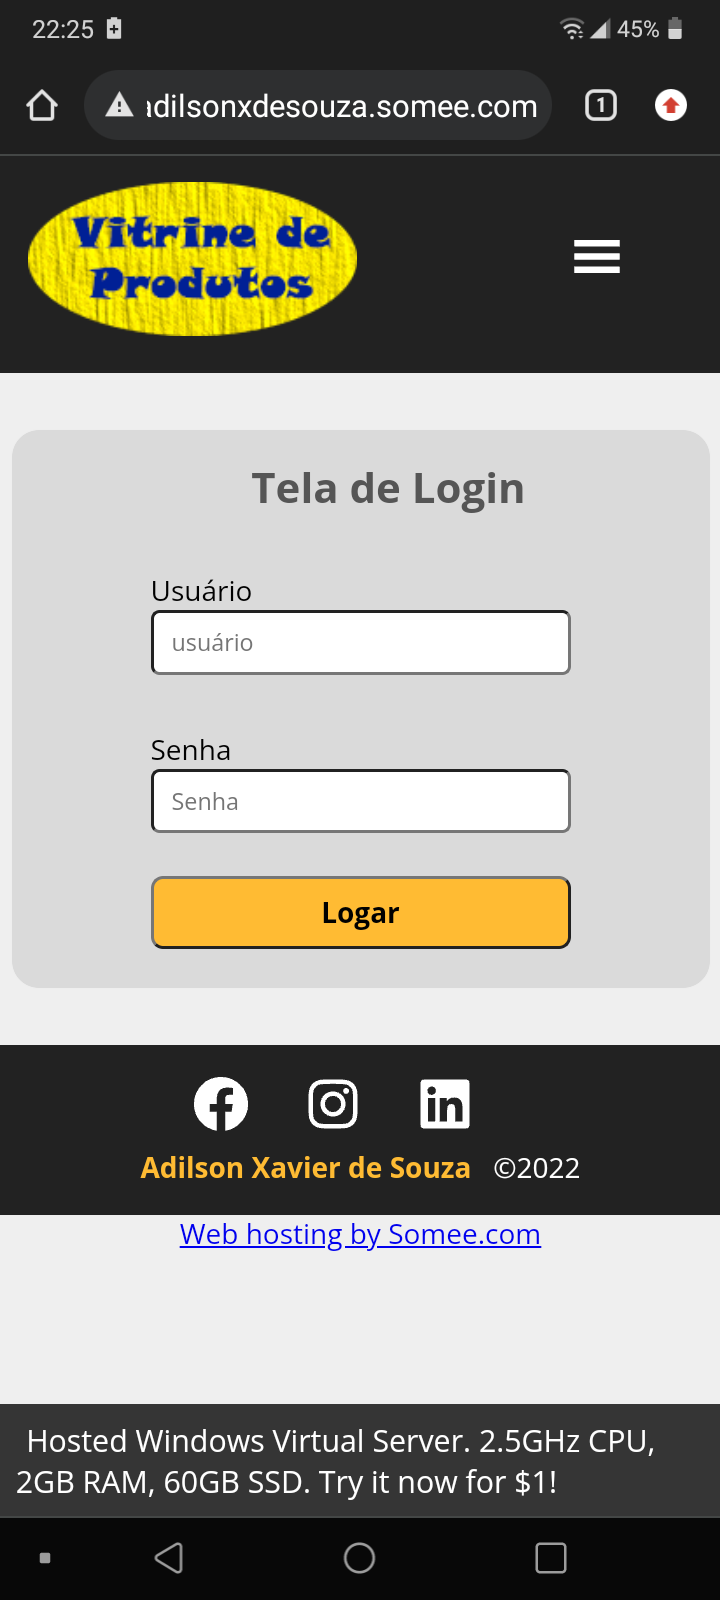 22:25
45%
adilsonxdesouza.somee.com
1
Vitrine de
Produtos
Tela de Login
Usuário
usuário
Senha
Senha
Logar
Adilson Xavier de Souza ©2022
Web hosting by Somee.com
Hosted Windows Virtual Server. 2.5GHz CPU,
2GB RAM, 60GB SSD. Try it now for $1!